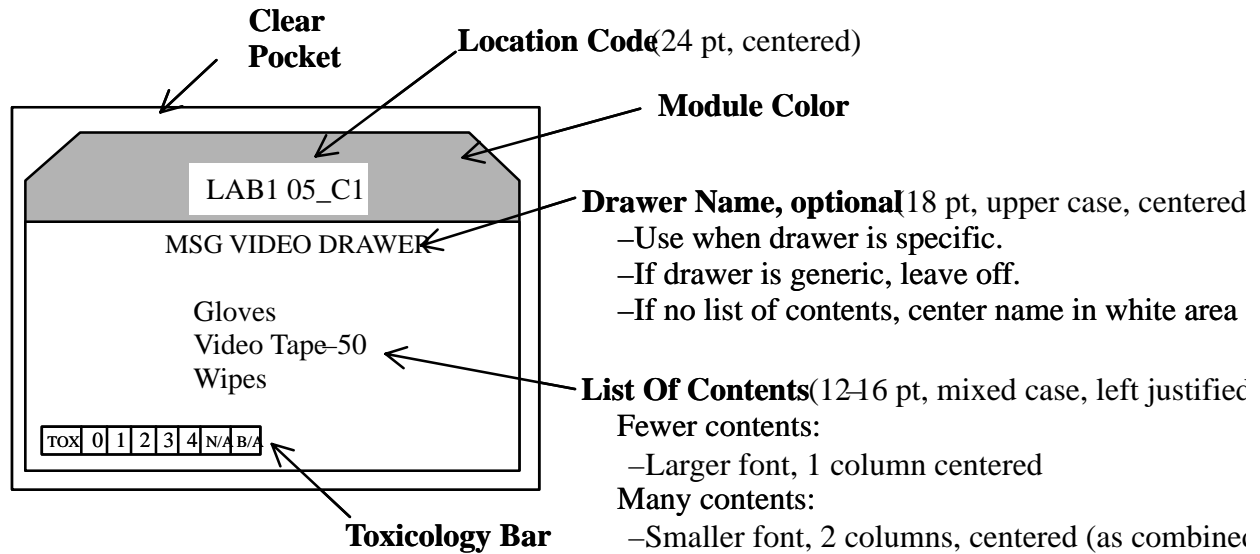 Clear
Pocket
Location Code (24 pt, centered)
Module Color
LAB1 05_C1
Drawer Name, optional (18 pt, upper case, centered
–Use when drawer is specific.
–If drawer is generic, leave off.
–If no list of contents, center name in white area
MSG VIDEO DRAWER
Gloves
Video Tape–50
Wipes
List Of Contents (12–16 pt, mixed case, left justified
Fewer contents:
–Larger font, 1 column centered
Many contents:
–Smaller font, 2 columns, centered (as combined
TOX 0 1 2 3 4 N/A B/A
Toxicology Bar